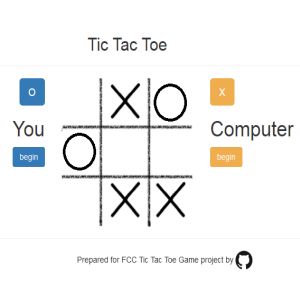 Tic Tac Toe
O
X
You
Computer
begin
begin
X O
O
X X
Prepared for FCC Tic Tac Toe Game project by